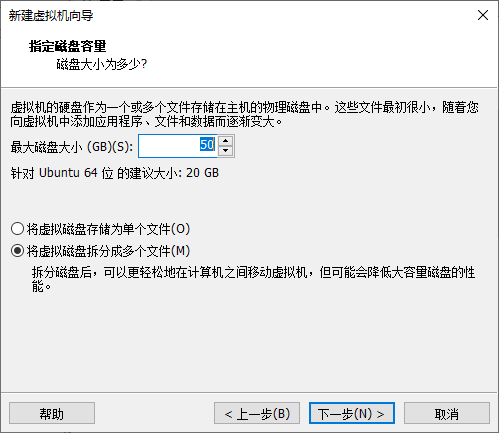 新建虚拟机向导
指定磁盘容量
磁盘大小为多少?
虚拟机的硬盘作为一个或多个文件存储在主机的物理磁盘中。这些文件最初很小，随着您
向虚拟机中添加应用程序、文件和数据而逐渐变大。
最大磁盘大小 (GB)(S): 50
针对 Ubuntu 64 位 的建议大小: 20 GB
将虚拟磁盘存储为单个文件(O)
将虚拟磁盘拆分成多个文件(M)
拆分磁盘后，可以更轻松地在计算机之间移动虚拟机，但可能会降低大容量磁盘的性
能。
帮助 < 上一步(B) 下一步(N) > 取消